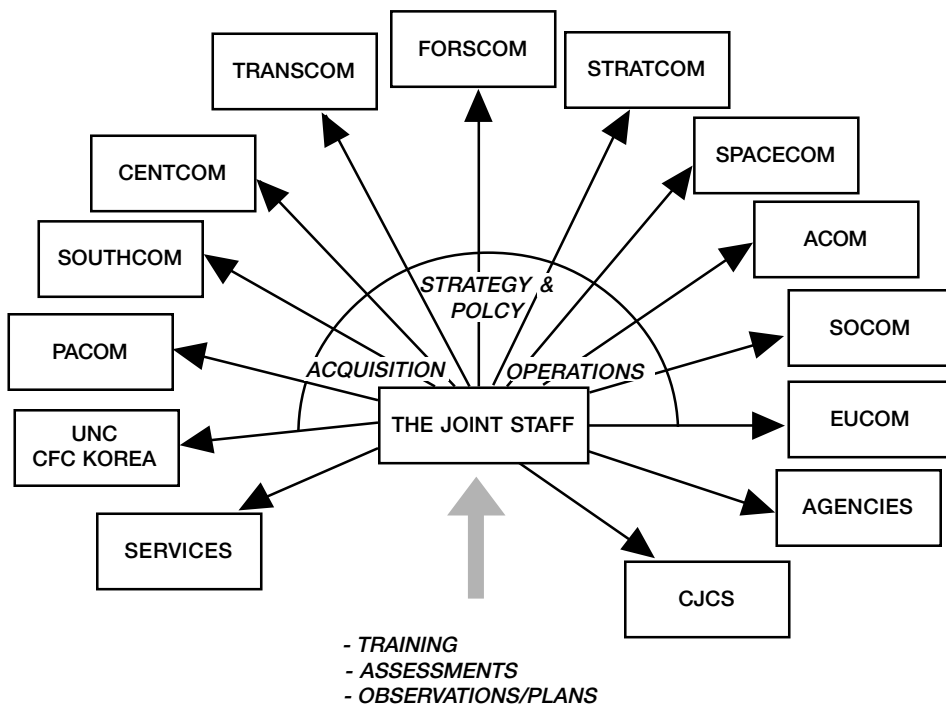 FORSCOM
TRANSCOM
STRATCOM
CENTCOM
SPACECOM
SOUTHCOM
ACOM
STRATEGY &
POLCY
PACOM
SOCOM
ACQUISITION
OPERATIONS
UNC
CFC KOREA
THE JOINT STAFF
EUCOM
SERVICES
AGENCIES
CJCS
- TRAINING
- ASSESSMENTS
- OBSERVATIONS/PLANS